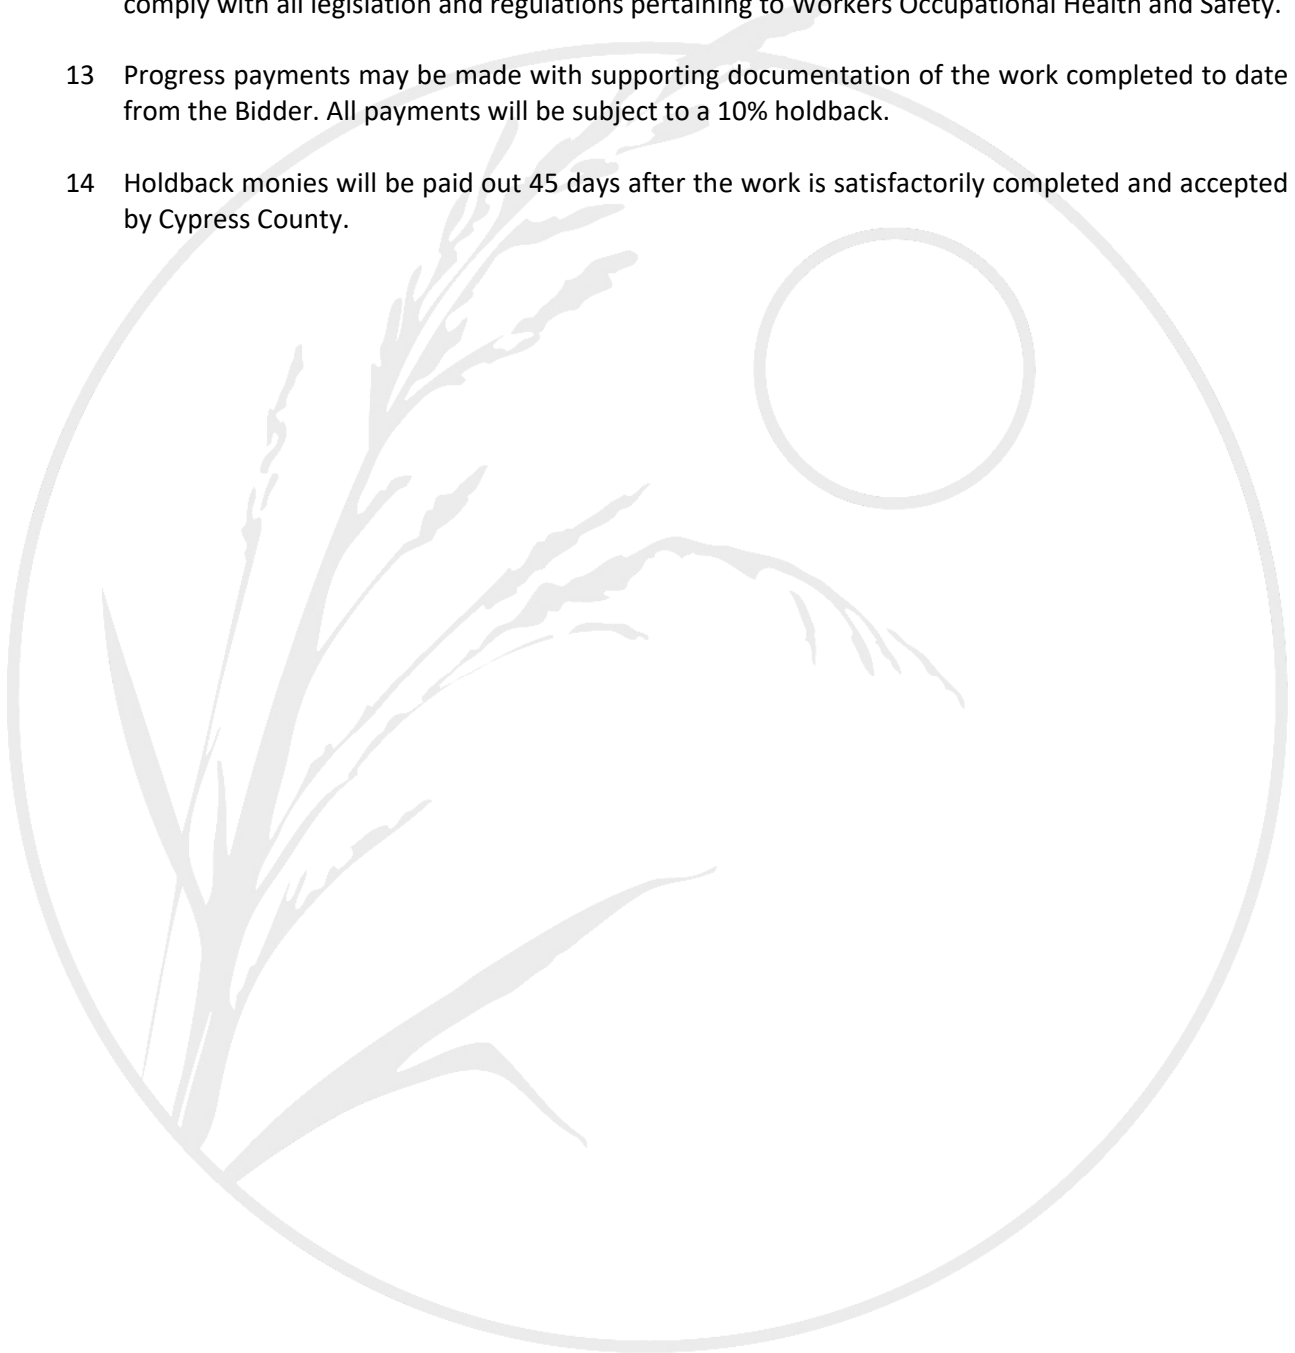 comply with all legislation and regulations pertaining to Workers Occupational Health and Safety.
13 Progress payments may be made with supporting documentation of the work completed to date
from the Bidder. All payments will be subject to a 10% holdback.
14 Holdback monies will be paid out 45 days after the work is satisfactorily completed and accepted
by Cypress County.